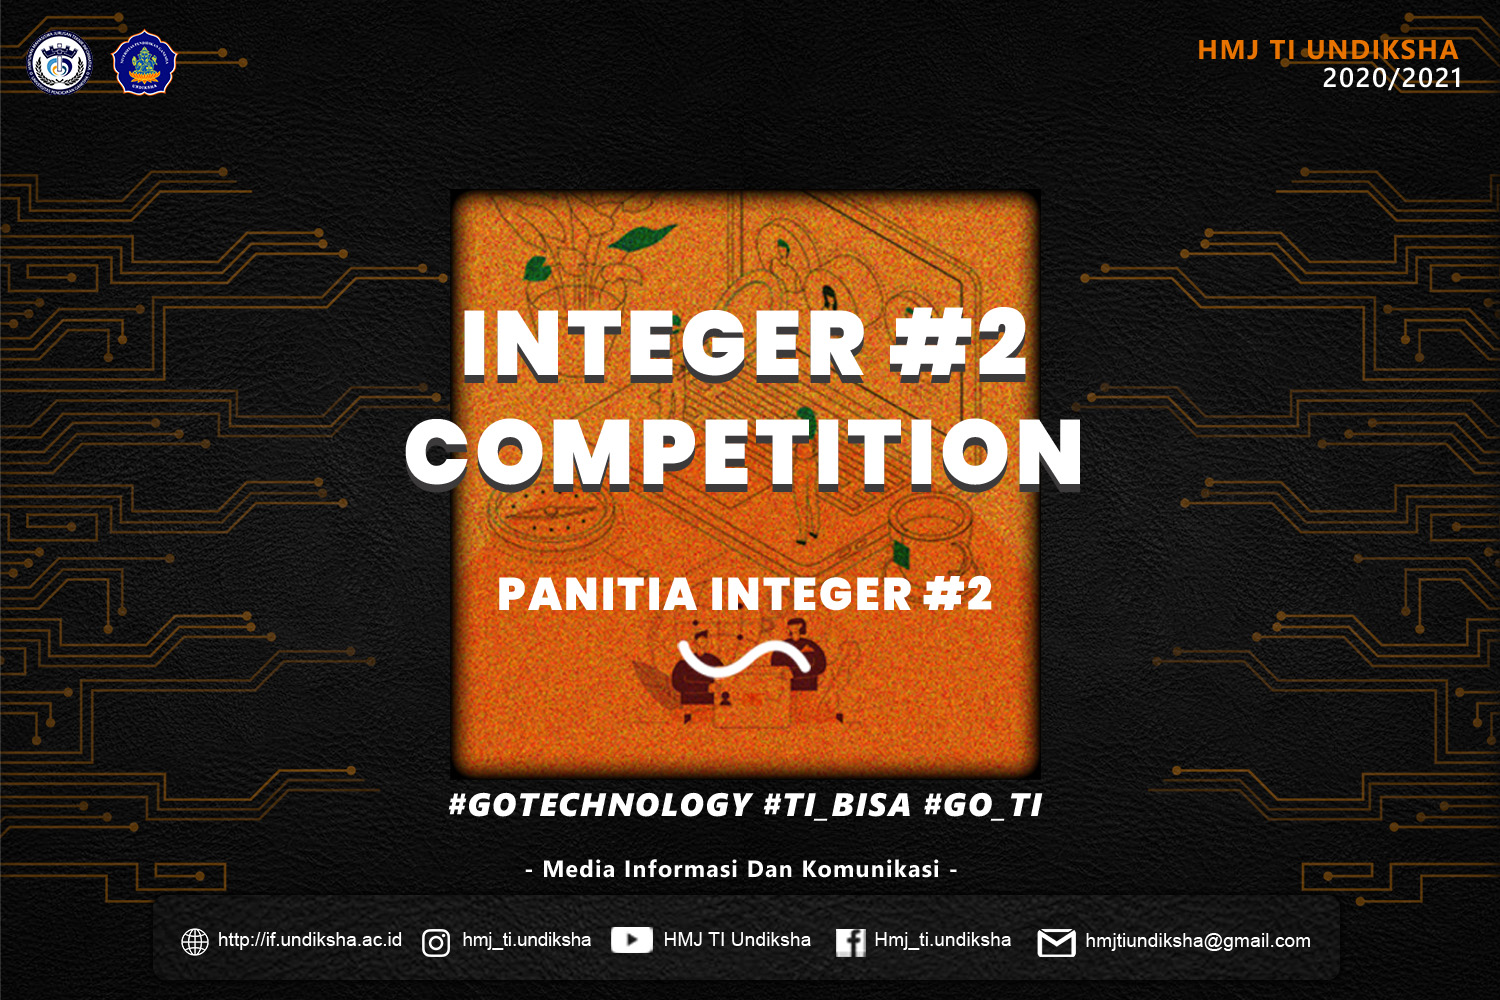 HMJ TI UNDIKSHA
2020/2021
INTEGER #2
COMPETITION
PANITIA INTEGER #2
#GOTECHNOLOGY #TI_BISA #GO_TI
- Media Informasi Dan Komunikasi -
http://if.undiksha.ac.id
hmj_ti.undiksha
HMJ TI Undiksha
Hmj_ti.undiksha
hmjtiundiksha@gmail.com